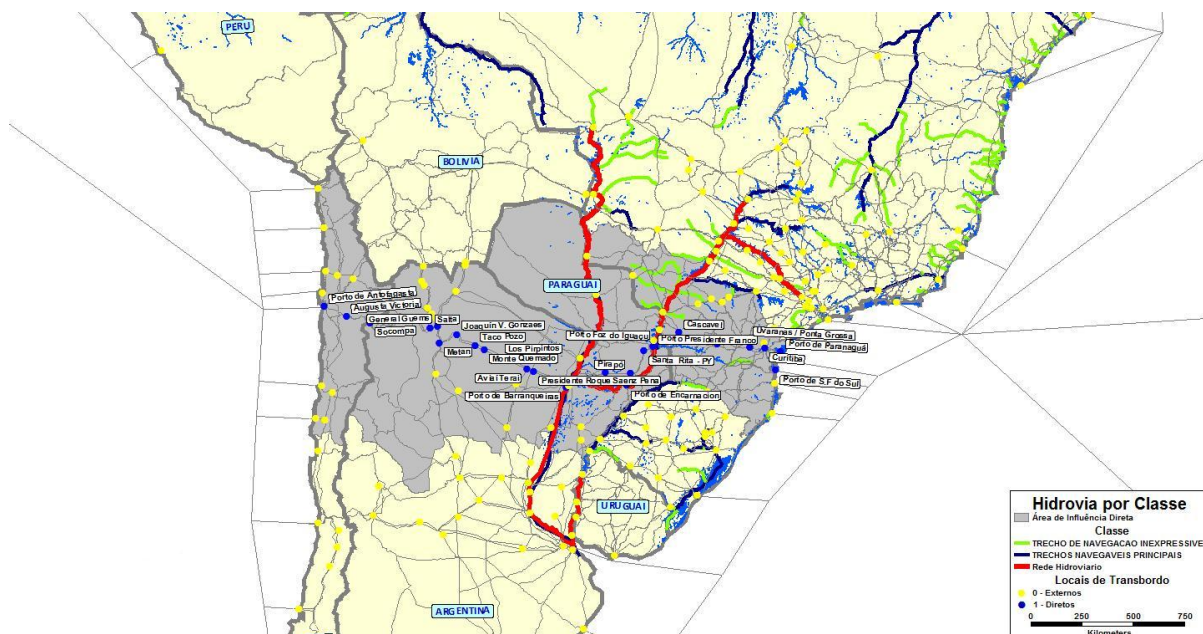 PERU
BOLIVIA
PARAGUAI
Porto de Antofagasta
Augusta Victoria
General Guems
Salta
Socompa
Joaquin V. Gonzaes
Taco Pozo
Metan
Los Pirpintos
Monte Quemado
Aviai Terai
Presidente Roque Saenz Pena
Porto de Barranqueiras
Porto Foz do Iguaçu
Cascavel
Porto Presidente Franco
Uvaranas / Ponta Grossa
Porto de Paranaguá
Curitiba
Pirapó
Santa Rita - PY
Porto de Encarnacion
Porto de S.F do Sul
URUGUAI
ARGENTINA
Hidrovia por Classe
Área de Influência Direta
Classe
TRECHO DE NAVEGACAO INEXPRESSIVE
TRECHOS NAVEGAVEIS PRINCIPAIS
Rede Hidroviario
Locais de Transbordo
0 - Externos
1 - Diretos
0 250 500 750
Kilometers